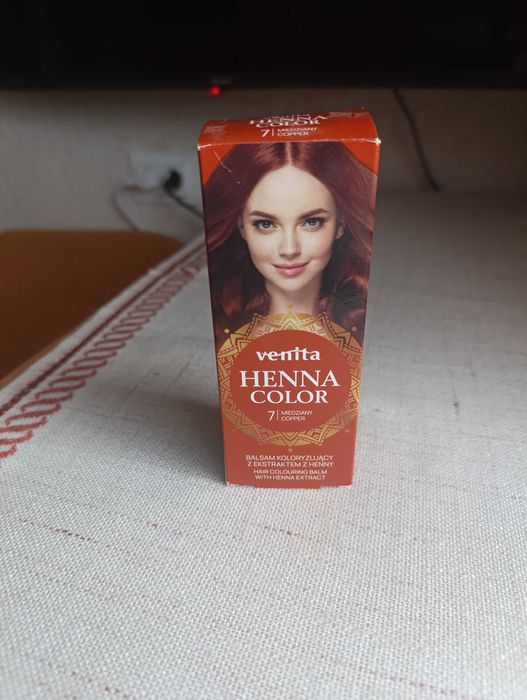 HENNA
COLOR
7 | MIEDZIANY
COPPER
venita
HENNA
COLOR
7 | MIEDZIANY
COPPER
BALSAM KOLORYZUJĄCY
Z EKSTRAKTEM Z HENNY
HAIR COLOURING BALM
WITH HENNA EXTRACT